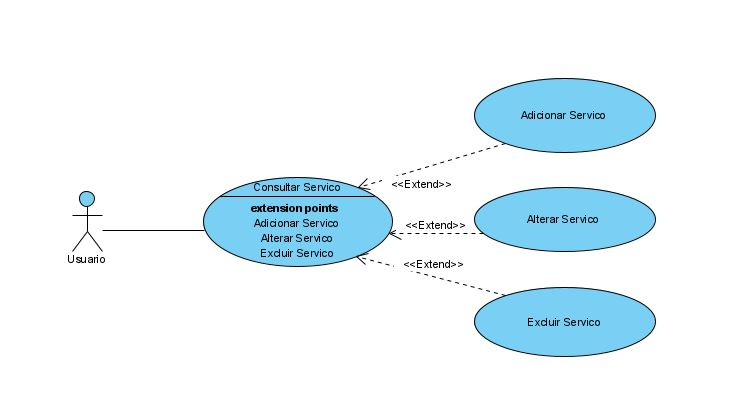 Adicionar Servico
<<Extend>>
Consultar Servico
extension points
Adicionar Servico
Alterar Servico
Excluir Servico
Usuario
<<Extend>>
Alterar Servico
<<Extend>>
Excluir Servico